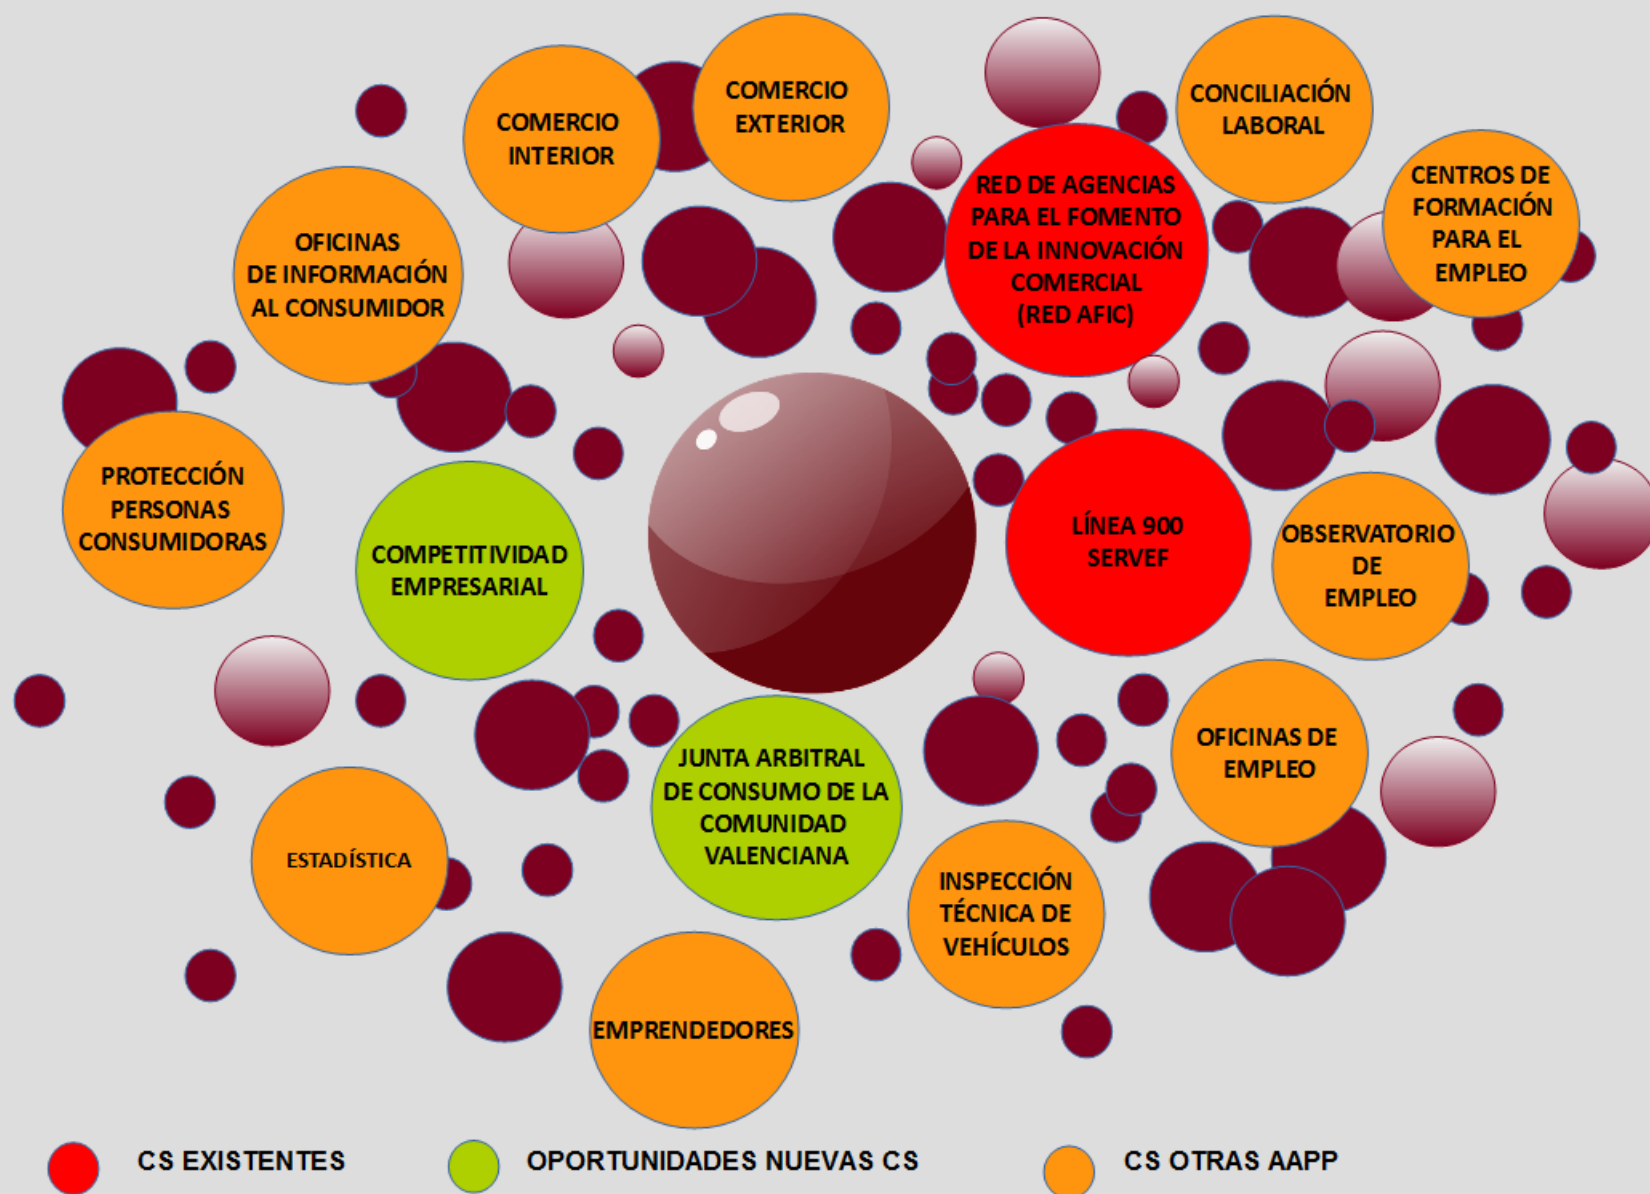 COMERCIO
INTERIOR
COMERCIO
EXTERIOR
CONCILIACIÓN
LABORAL
CENTROS DE
FORMACIÓN
PARA EL
EMPLEO
RED DE AGENCIAS
PARA EL FOMENTO
DE LA INNOVACIÓN
COMERCIAL
(RED AFIC)
OFICINAS
DE INFORMACIÓN
AL CONSUMIDOR
PROTECCIÓN
PERSONAS
CONSUMIDORAS
COMPETITIVIDAD
EMPRESARIAL
LÍNEA 900
SERVEF
OBSERVATORIO
DE
EMPLEO
OFICINAS DE
EMPLEO
JUNTA ARBITRAL
DE CONSUMO DE LA
COMUNIDAD
VALENCIANA
ESTADÍSTICA
INSPECCIÓN
TÉCNICA DE
VEHÍCULOS
EMPRENDEDORES
CS EXISTENTES
OPORTUNIDADES NUEVAS CS
CS OTRAS AAPP